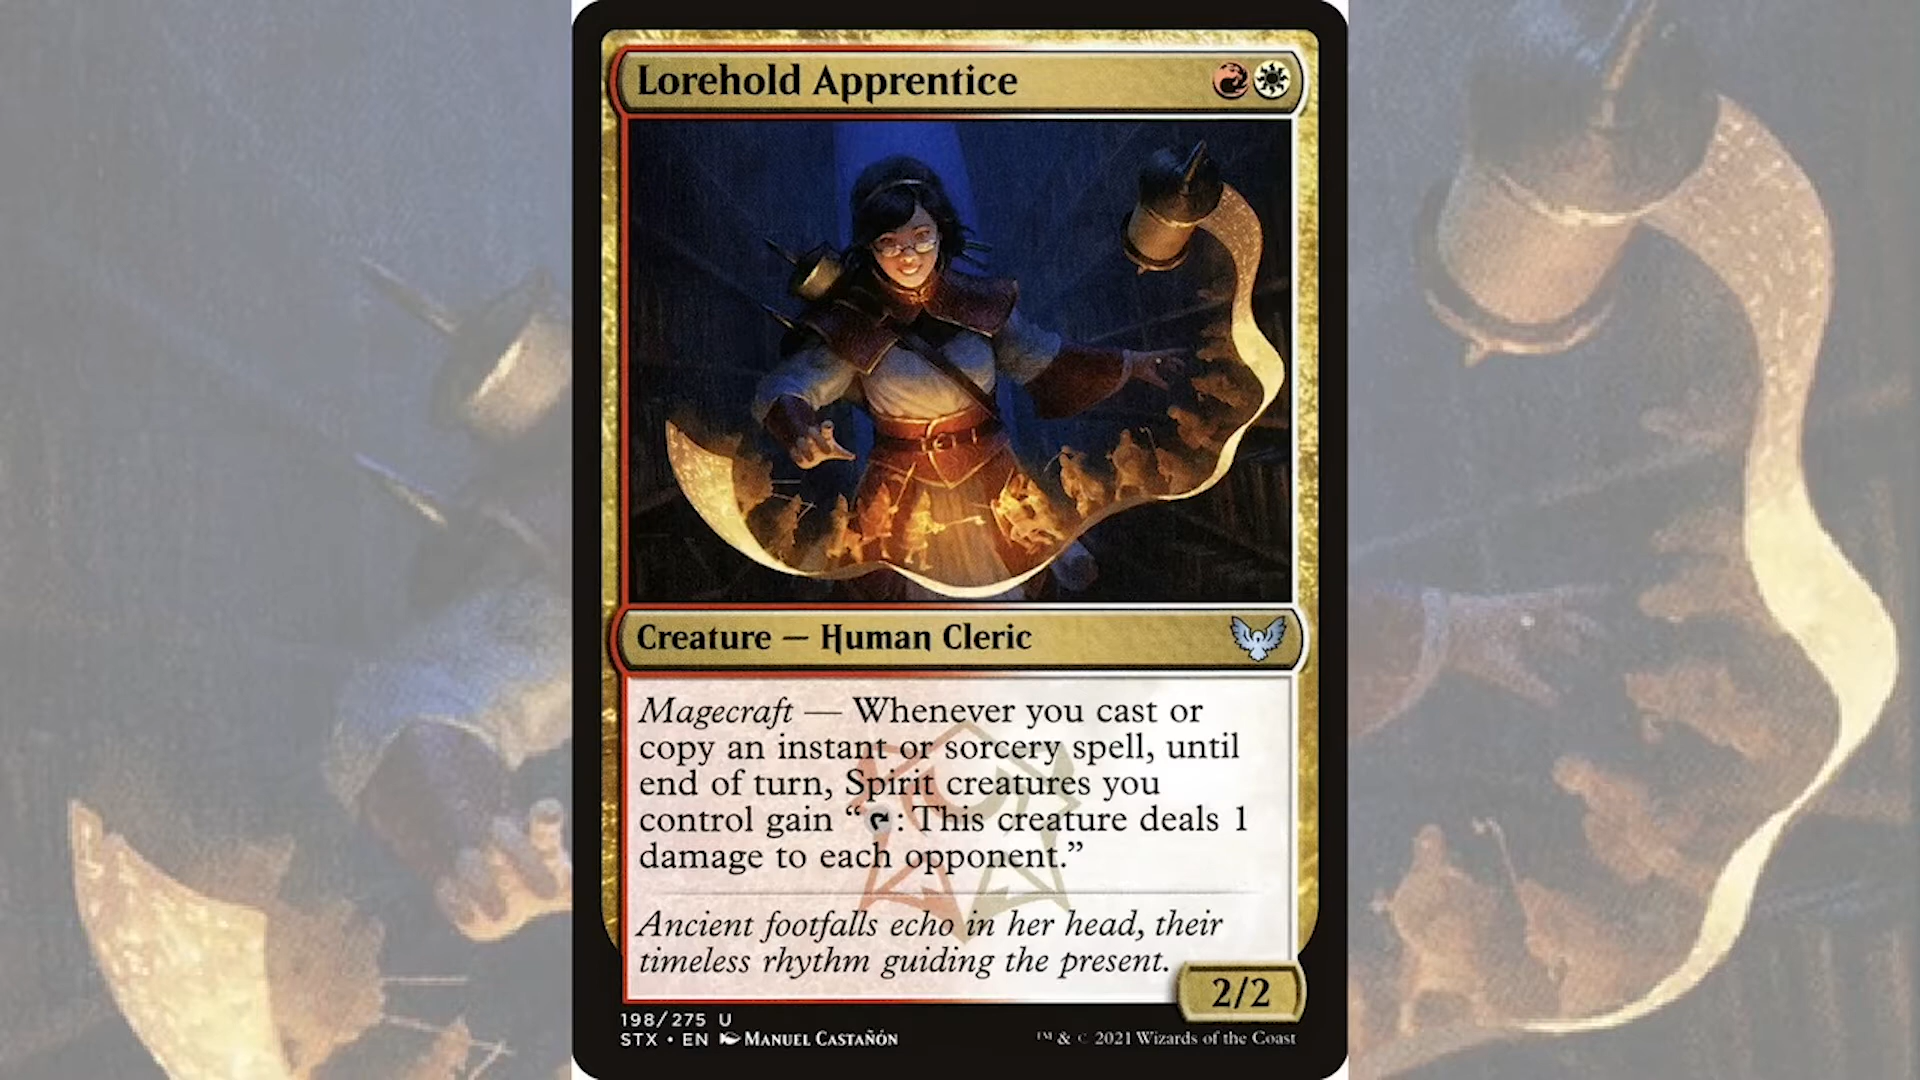 Lorehold Apprentice
Creature — Human Cleric
Magecraft — Whenever you cast or
copy an instant or sorcery spell, until
end of turn, Spirit creatures you
control gain “: This creature deals 1
damage to each opponent.”
Ancient footfalls echo in her head, their
timeless rhythm guiding the present.
2/2
198/275 U
STX • EN MANUEL CASTAÑÓN
™ & © 2021 Wizards of the Coast